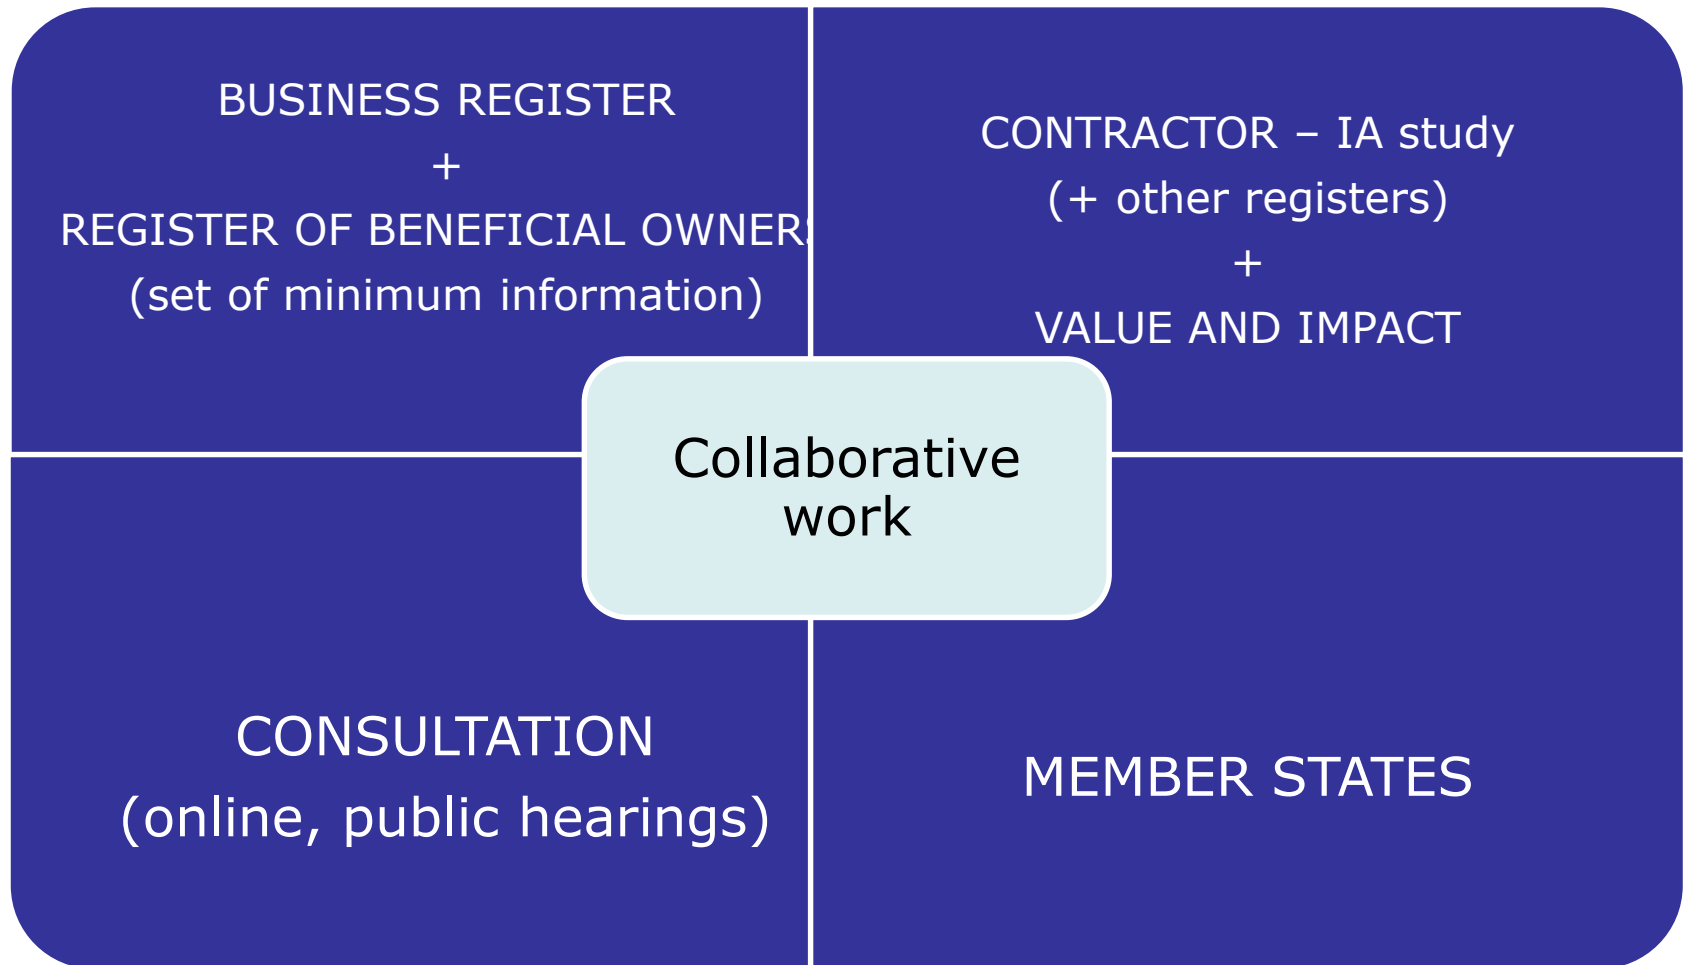 BUSINESS REGISTER
+
REGISTER OF BENEFICIAL OWNERS
(set of minimum information)
CONTRACTOR – IA study
(+ other registers)
+
VALUE AND IMPACT
Collaborative
work
CONSULTATION
(online, public hearings)
MEMBER STATES